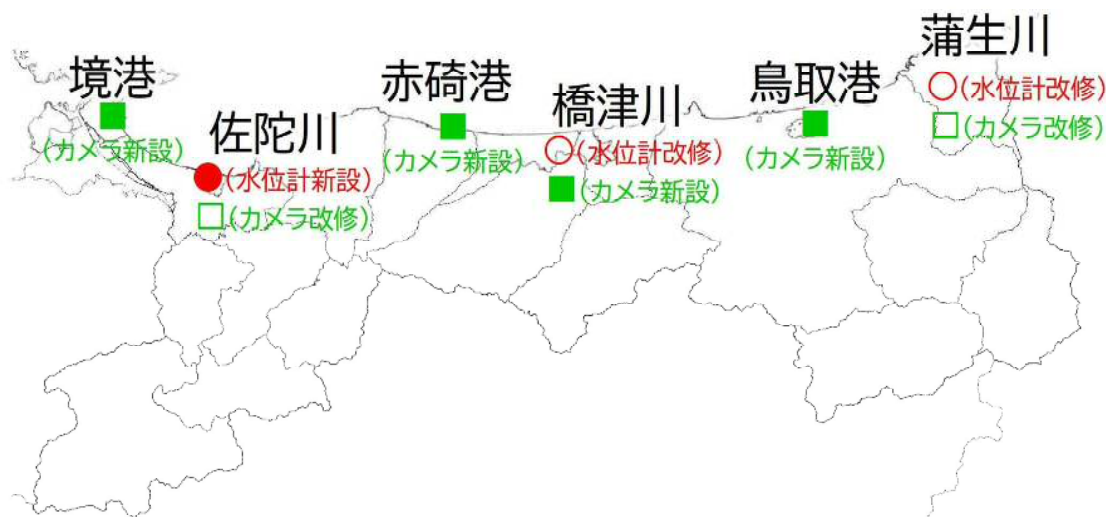 境港
(カメラ新設)
佐陀川
(水位計新設)
(カメラ改修)
赤碕港
(カメラ新設)
橋津川
(水位計改修)
(カメラ新設)
鳥取港
(カメラ新設)
蒲生川
(水位計改修)
(カメラ改修)